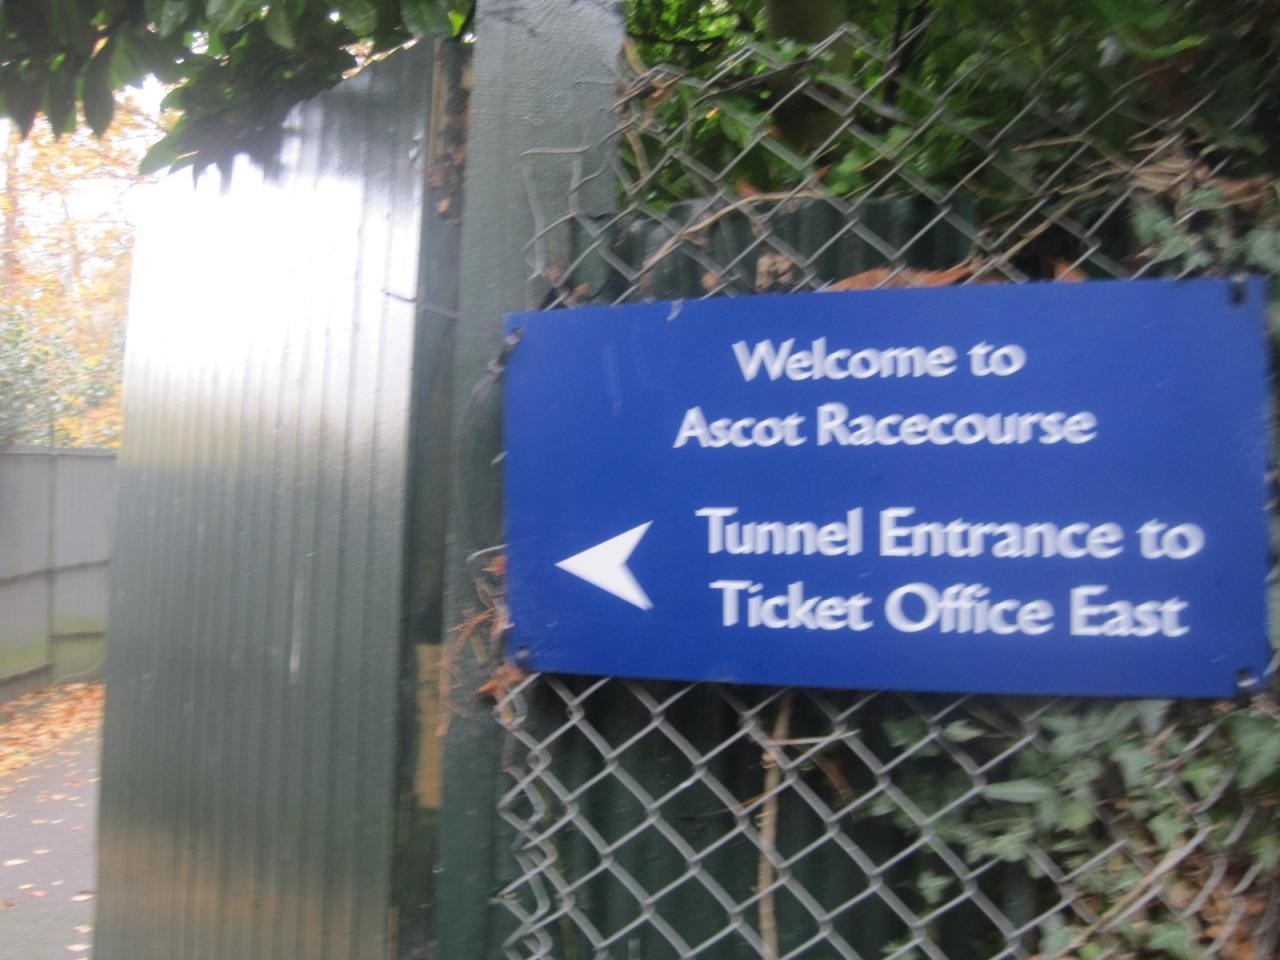 Welcome to
Ascot Racecourse
Tunnel Entrance to
Ticket Office East